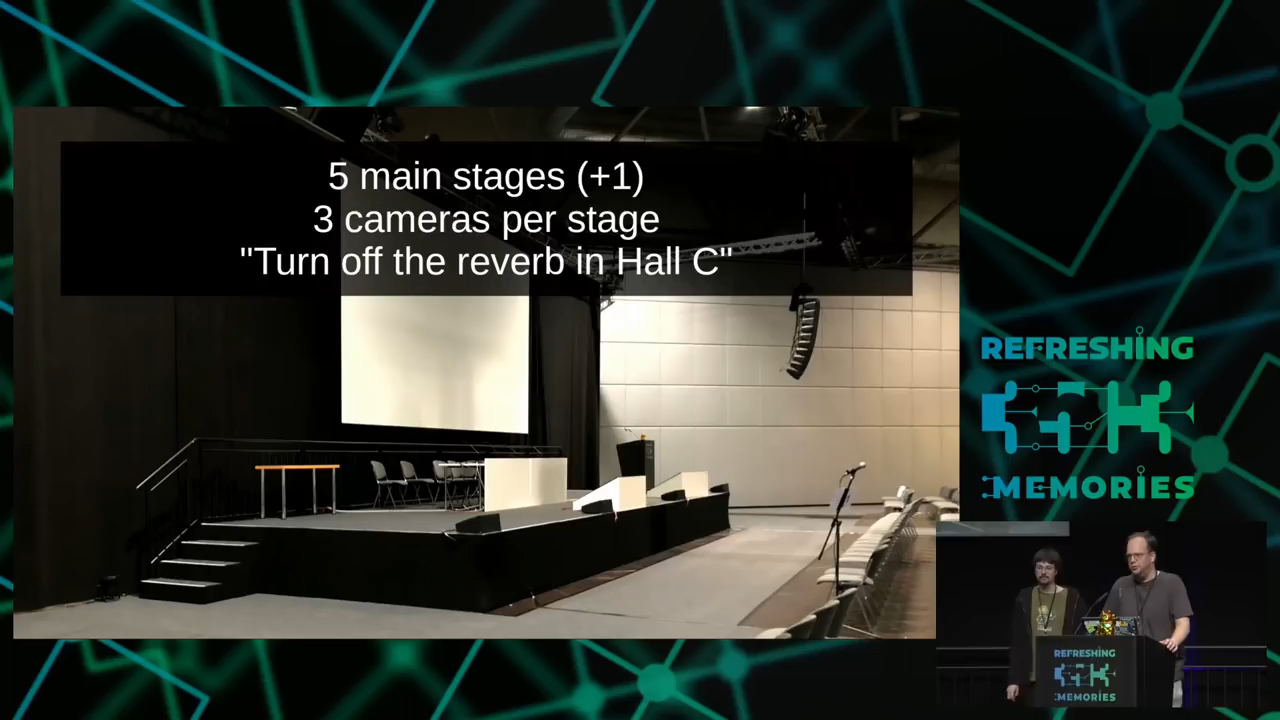 5 main stages (+1)
3 cameras per stage
"Turn off the reverb in Hall C"
REFRESHING
MEMORIES
REFRESHING
MEMORIES